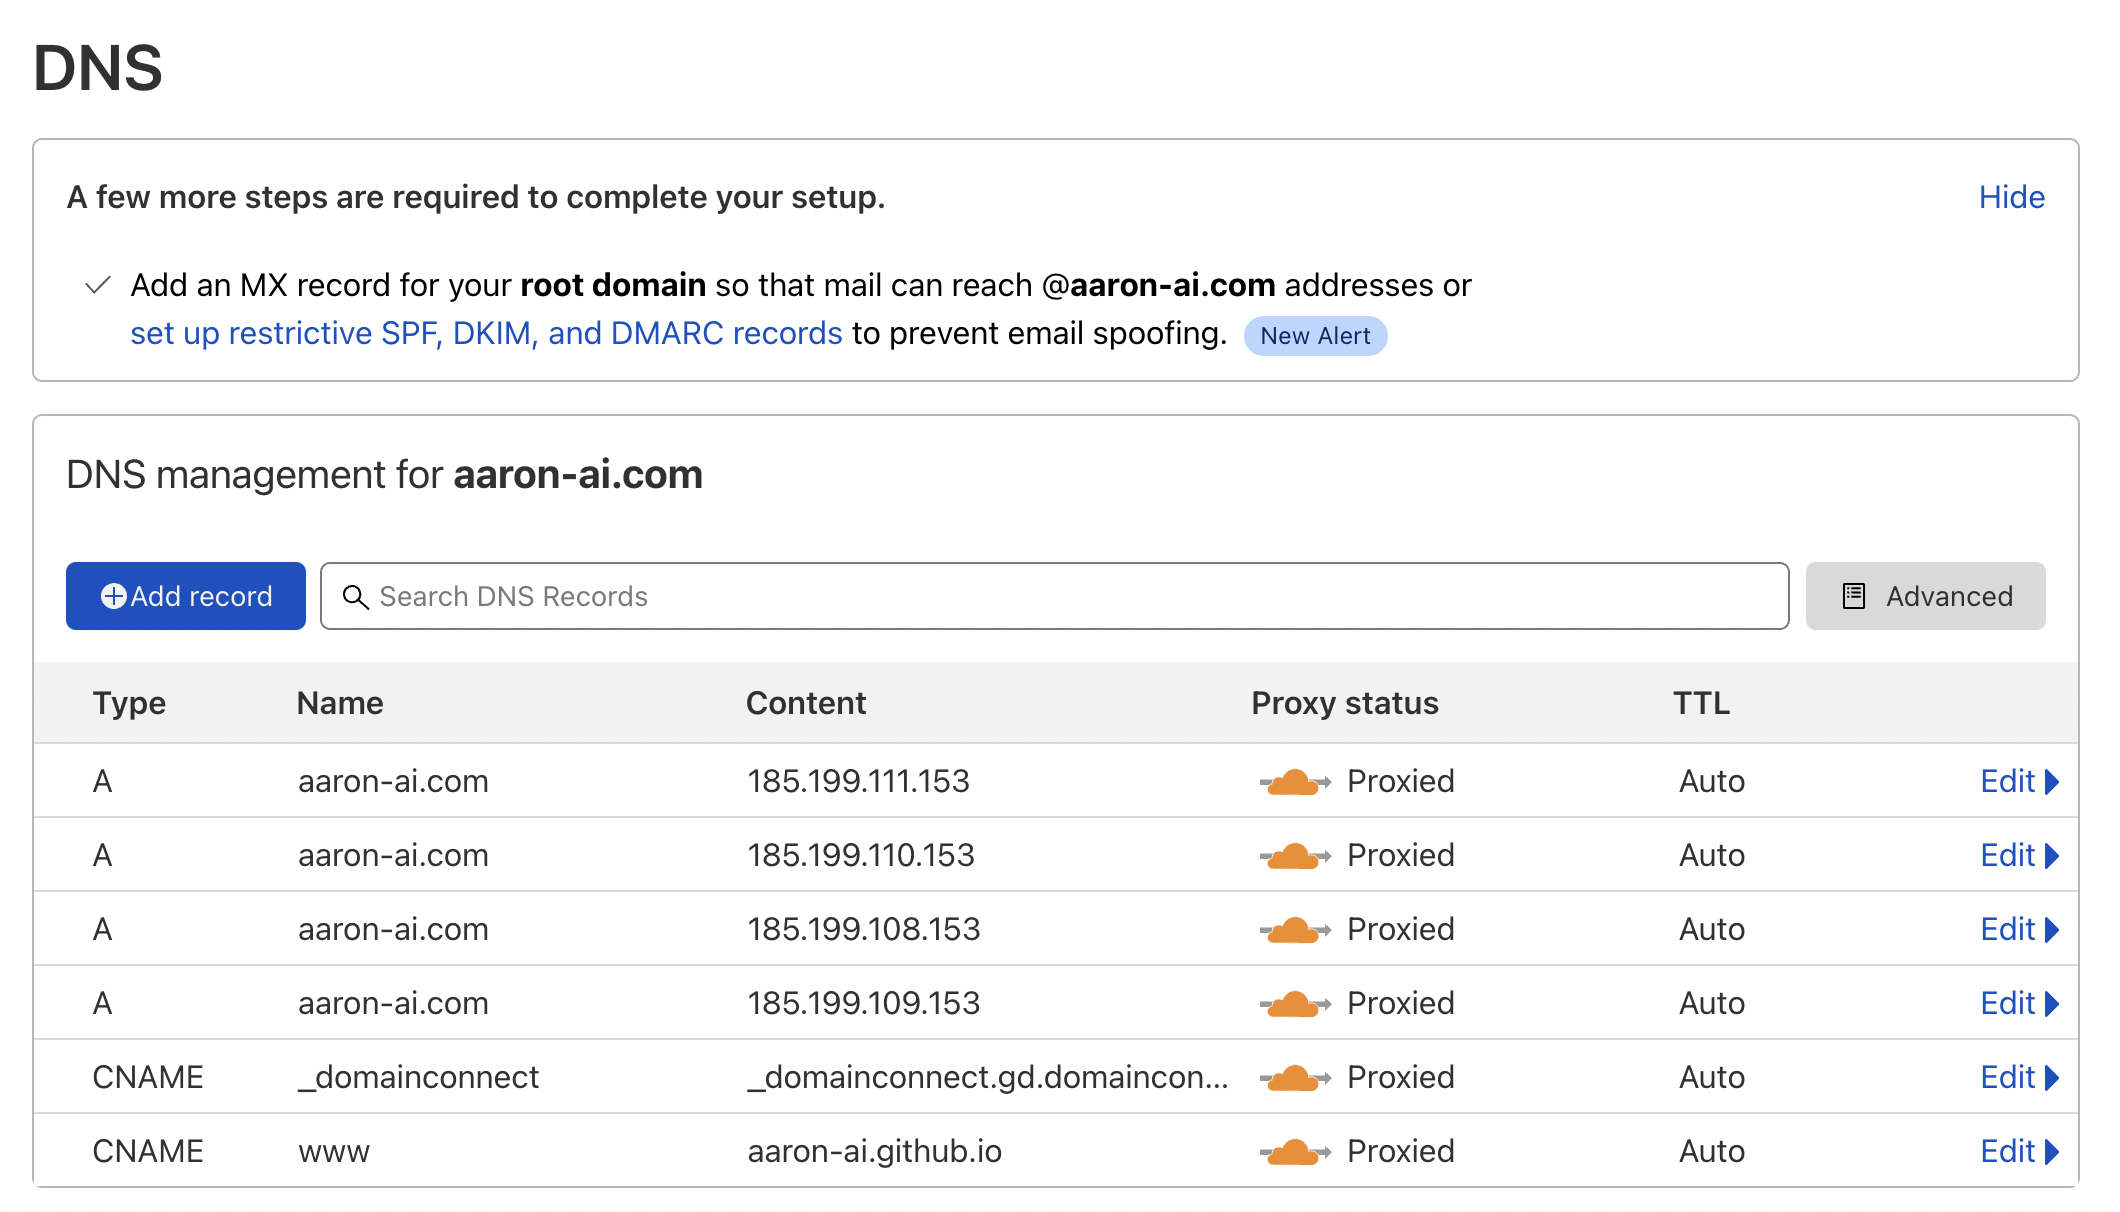 DNS
A few more steps are required to complete your setup.
Hide
Add an MX record for your root domain so that mail can reach @aaron-ai.com addresses or
set up restrictive SPF, DKIM, and DMARC records to prevent email spoofing. New Alert
DNS management for aaron-ai.com
Add record
Search DNS Records
Advanced
Type Name Content Proxy status TTL
A aaron-ai.com 185.199.111.153 Proxied Auto Edit
A aaron-ai.com 185.199.110.153 Proxied Auto Edit
A aaron-ai.com 185.199.108.153 Proxied Auto Edit
A aaron-ai.com 185.199.109.153 Proxied Auto Edit
CNAME _domainconnect _domainconnect.gd.domaincon... Proxied Auto Edit
CNAME www aaron-ai.github.io Proxied Auto Edit